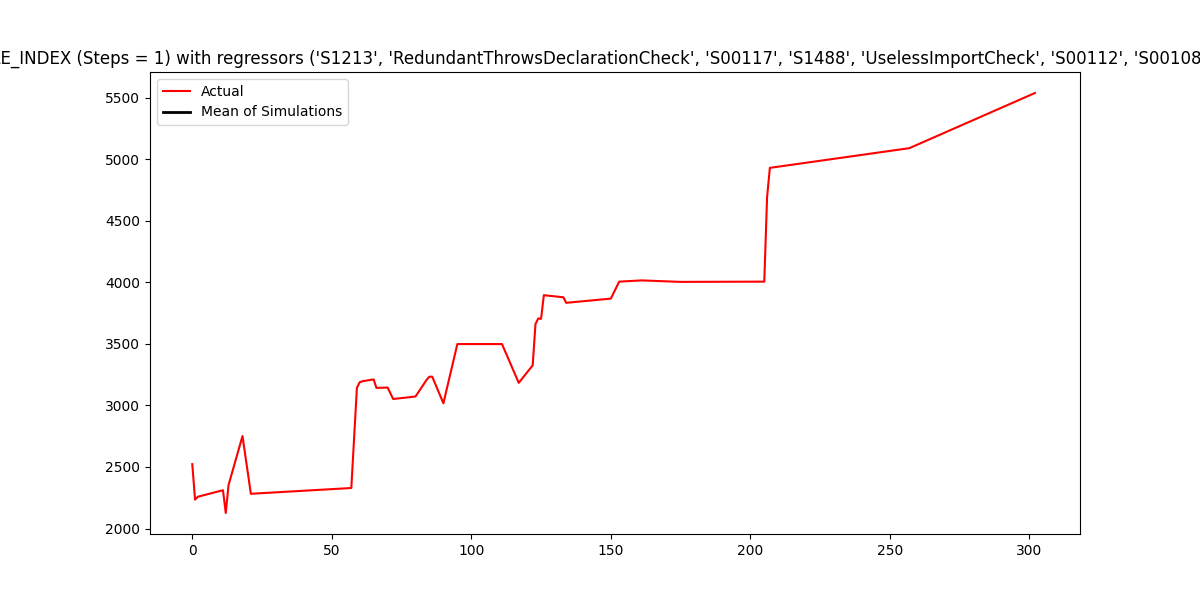 E_INDEX (Steps = 1) with regressors ('S1213', 'RedundantThrowsDeclarationCheck', 'S00117', 'S1488', 'UselessImportCheck', 'S00112', 'S00108
Actual
Mean of Simulations
5500
5000
4500
4000
3500
3000
2500
2000
0 50 100 150 200 250 300